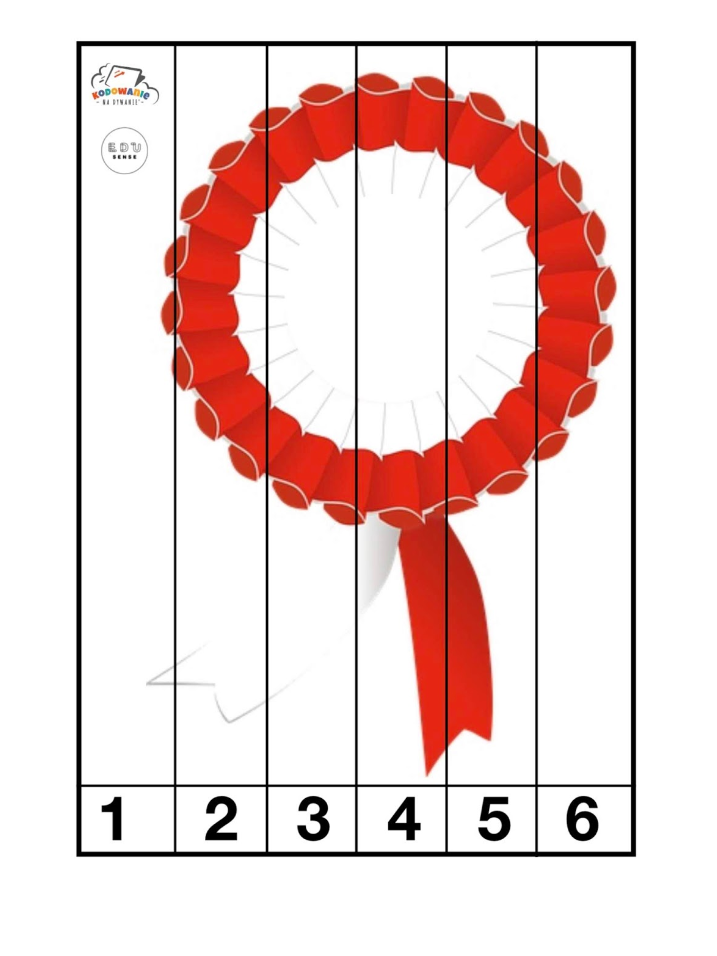 KODOWANIE
- NA DYWANIE -
EDU
SENSE
1 2 3 4 5 6